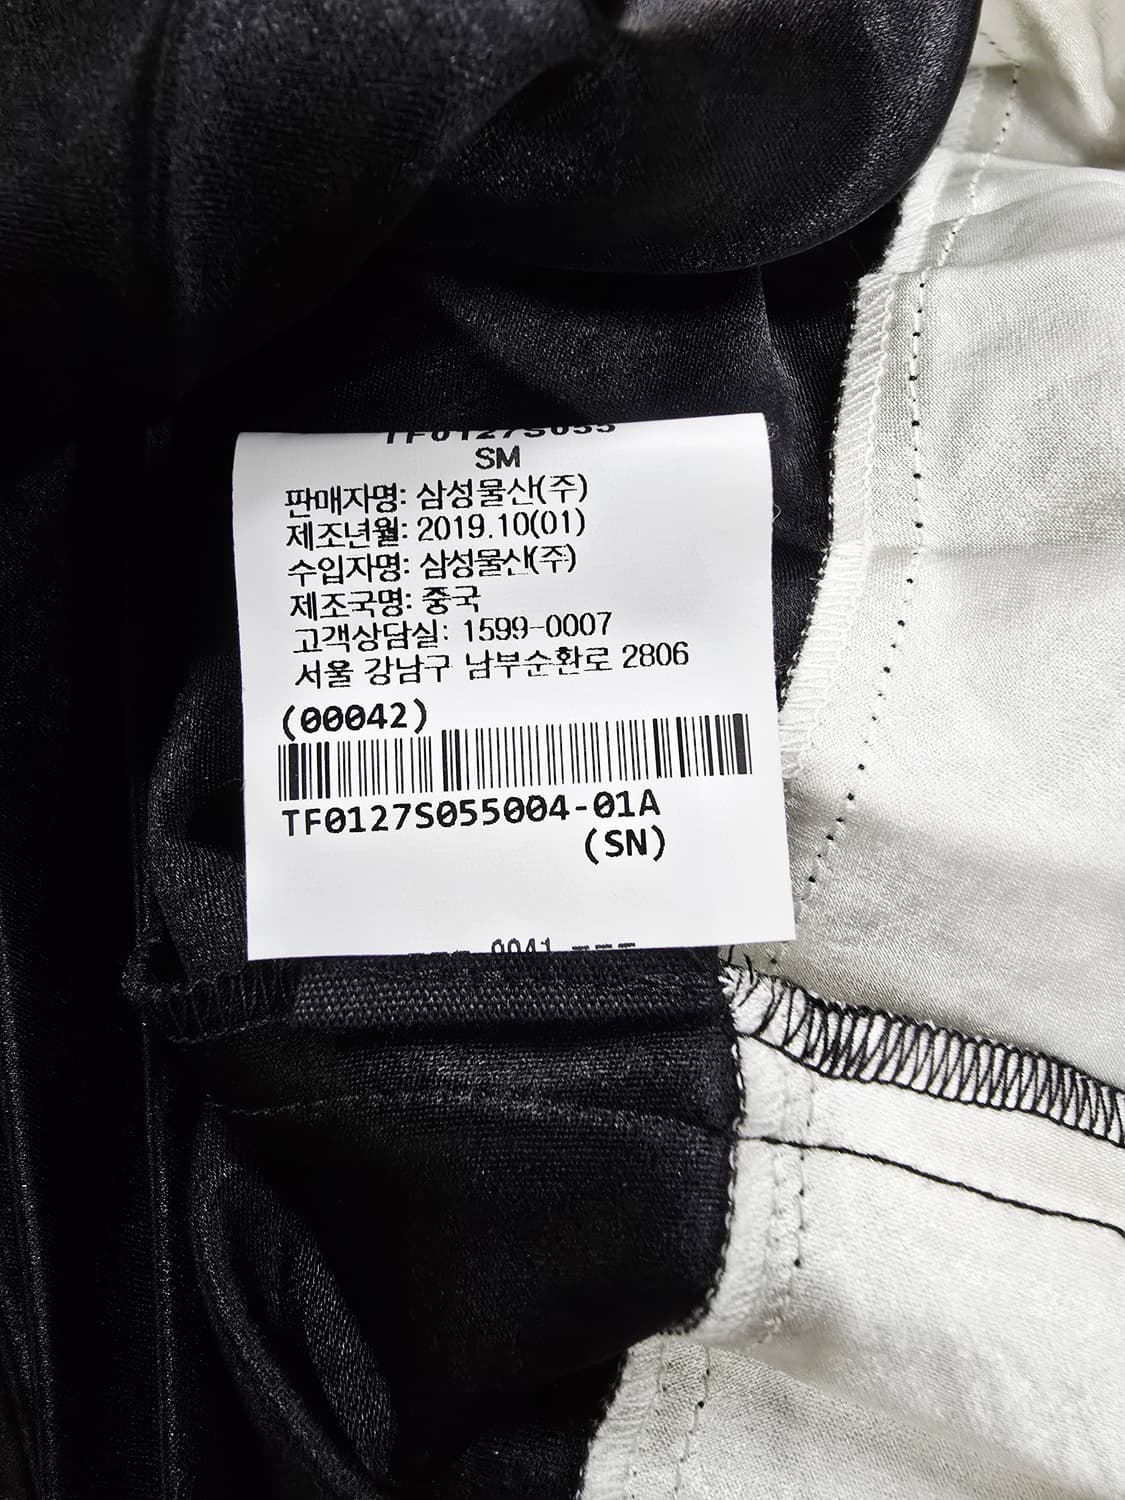 TF0127S055
SM
판매자명: 삼성물산(주)
제조년월: 2019.10(01)
수입자명: 삼성물산(주)
제조국명: 중국
고객상담실: 1599-0007
서울 강남구 남부순환로 2806
(00042)
TF0127S055004-01A
(SN)